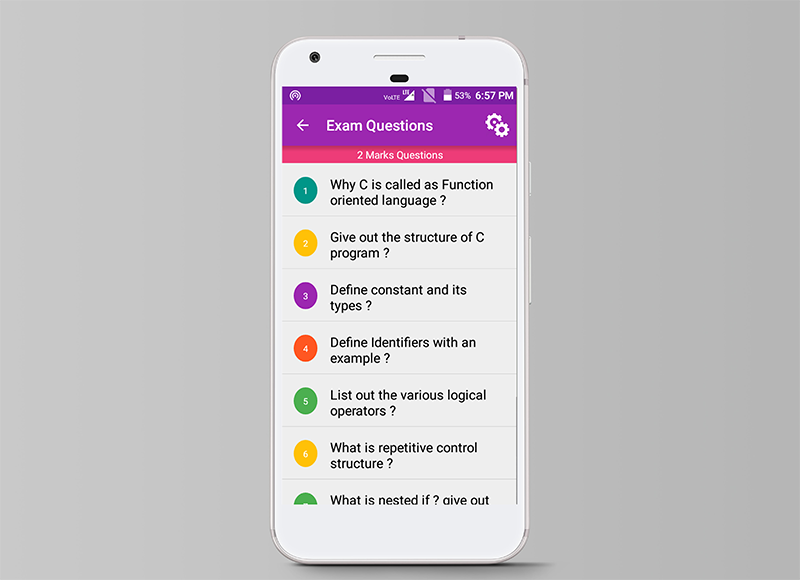 VoLTE LTE 53% 6:57 PM
Exam Questions
2 Marks Questions
1 Why C is called as Function
oriented language ?
2 Give out the structure of C
program ?
3 Define constant and its
types ?
4 Define Identifiers with an
example ?
5 List out the various logical
operators ?
6 What is repetitive control
structure ?
What is nested if ? give out